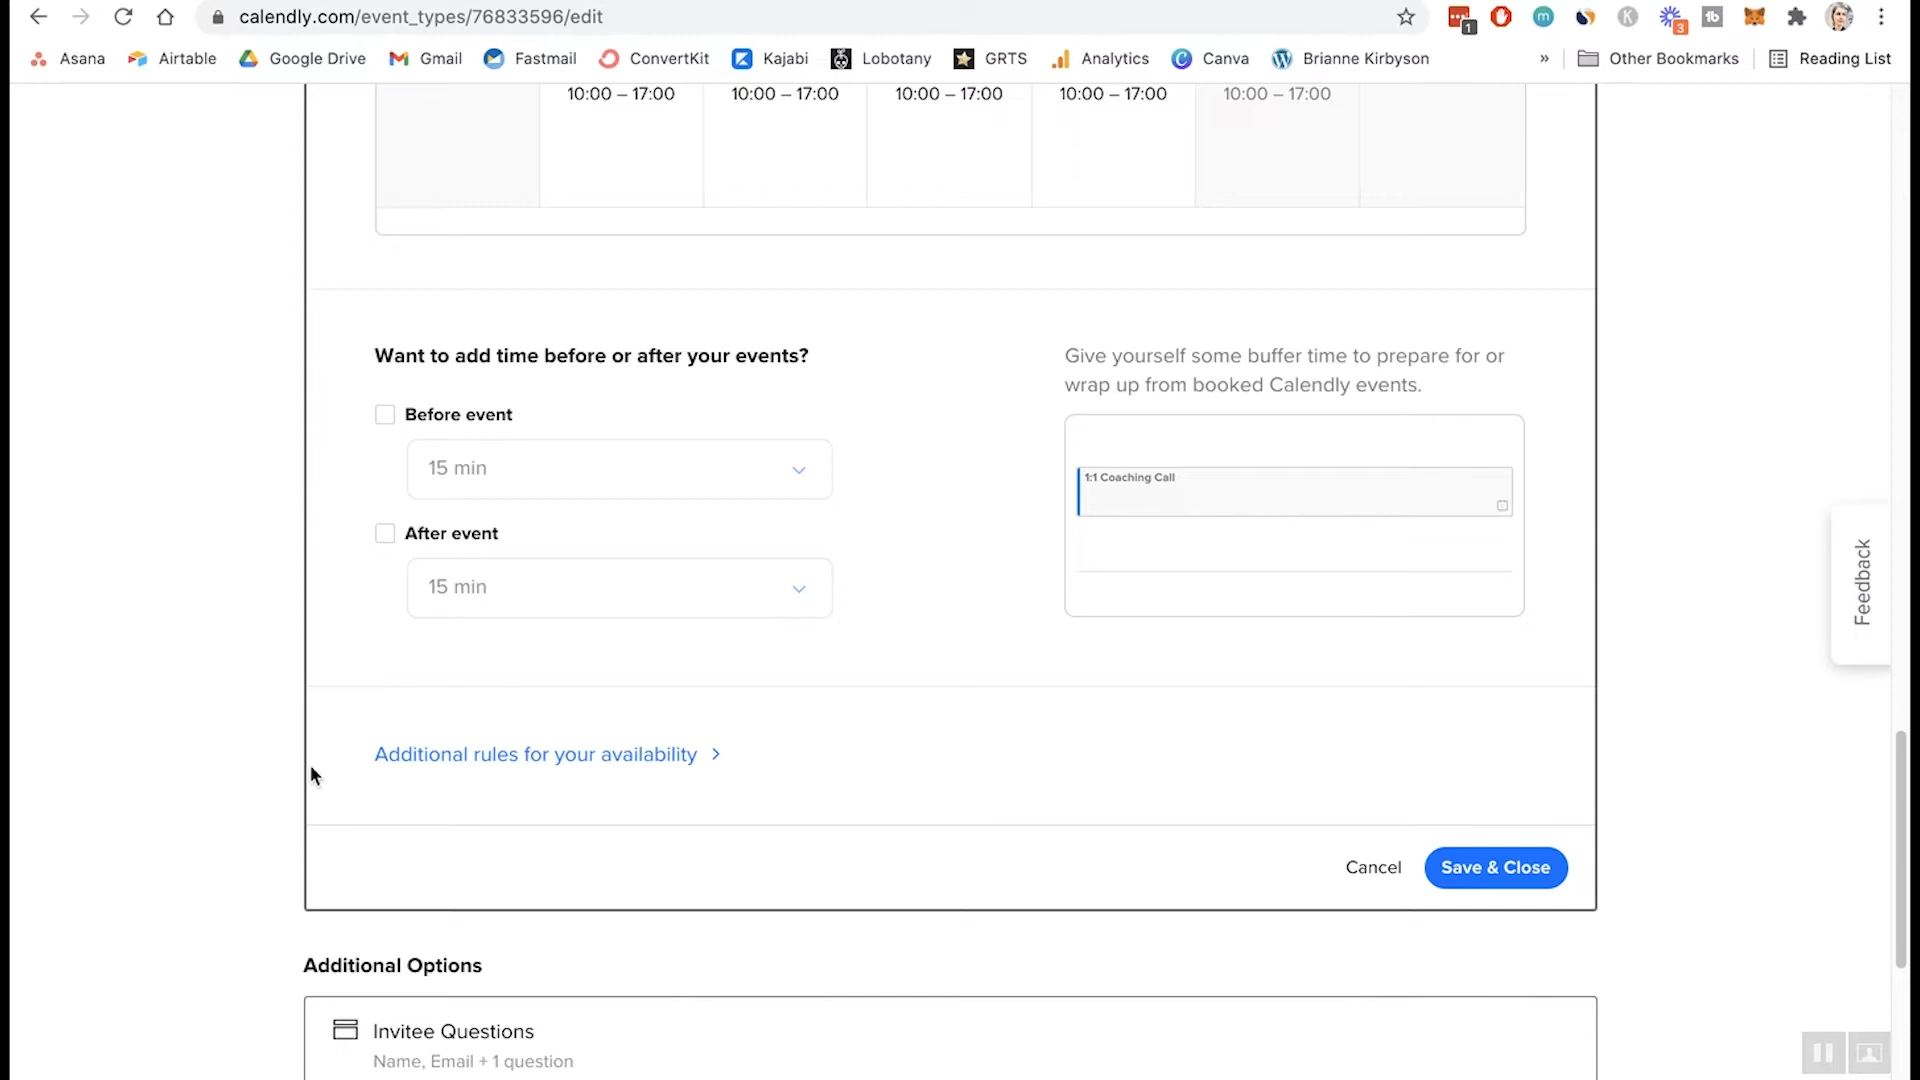 calendly.com/event_types/76833596/edit
1
m
K
3
tb
Asana
Airtable
Google Drive
Gmail
Fastmail
ConvertKit
Kajabi
Lobotany
GRTS
Analytics
Canva
Brianne Kirbyson
»
Other Bookmarks
Reading List
10:00 – 17:00
10:00 – 17:00
10:00 – 17:00
10:00 – 17:00
10:00 – 17:00
Want to add time before or after your events?
Before event
15 min
After event
15 min
Give yourself some buffer time to prepare for or
wrap up from booked Calendly events.
1:1 Coaching Call
Feedback
Additional rules for your availability
Cancel
Save & Close
Additional Options
Invitee Questions
Name, Email + 1 question